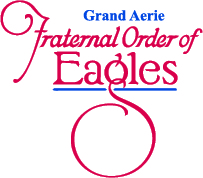 Grand Aerie
Fraternal Order of
Eagles